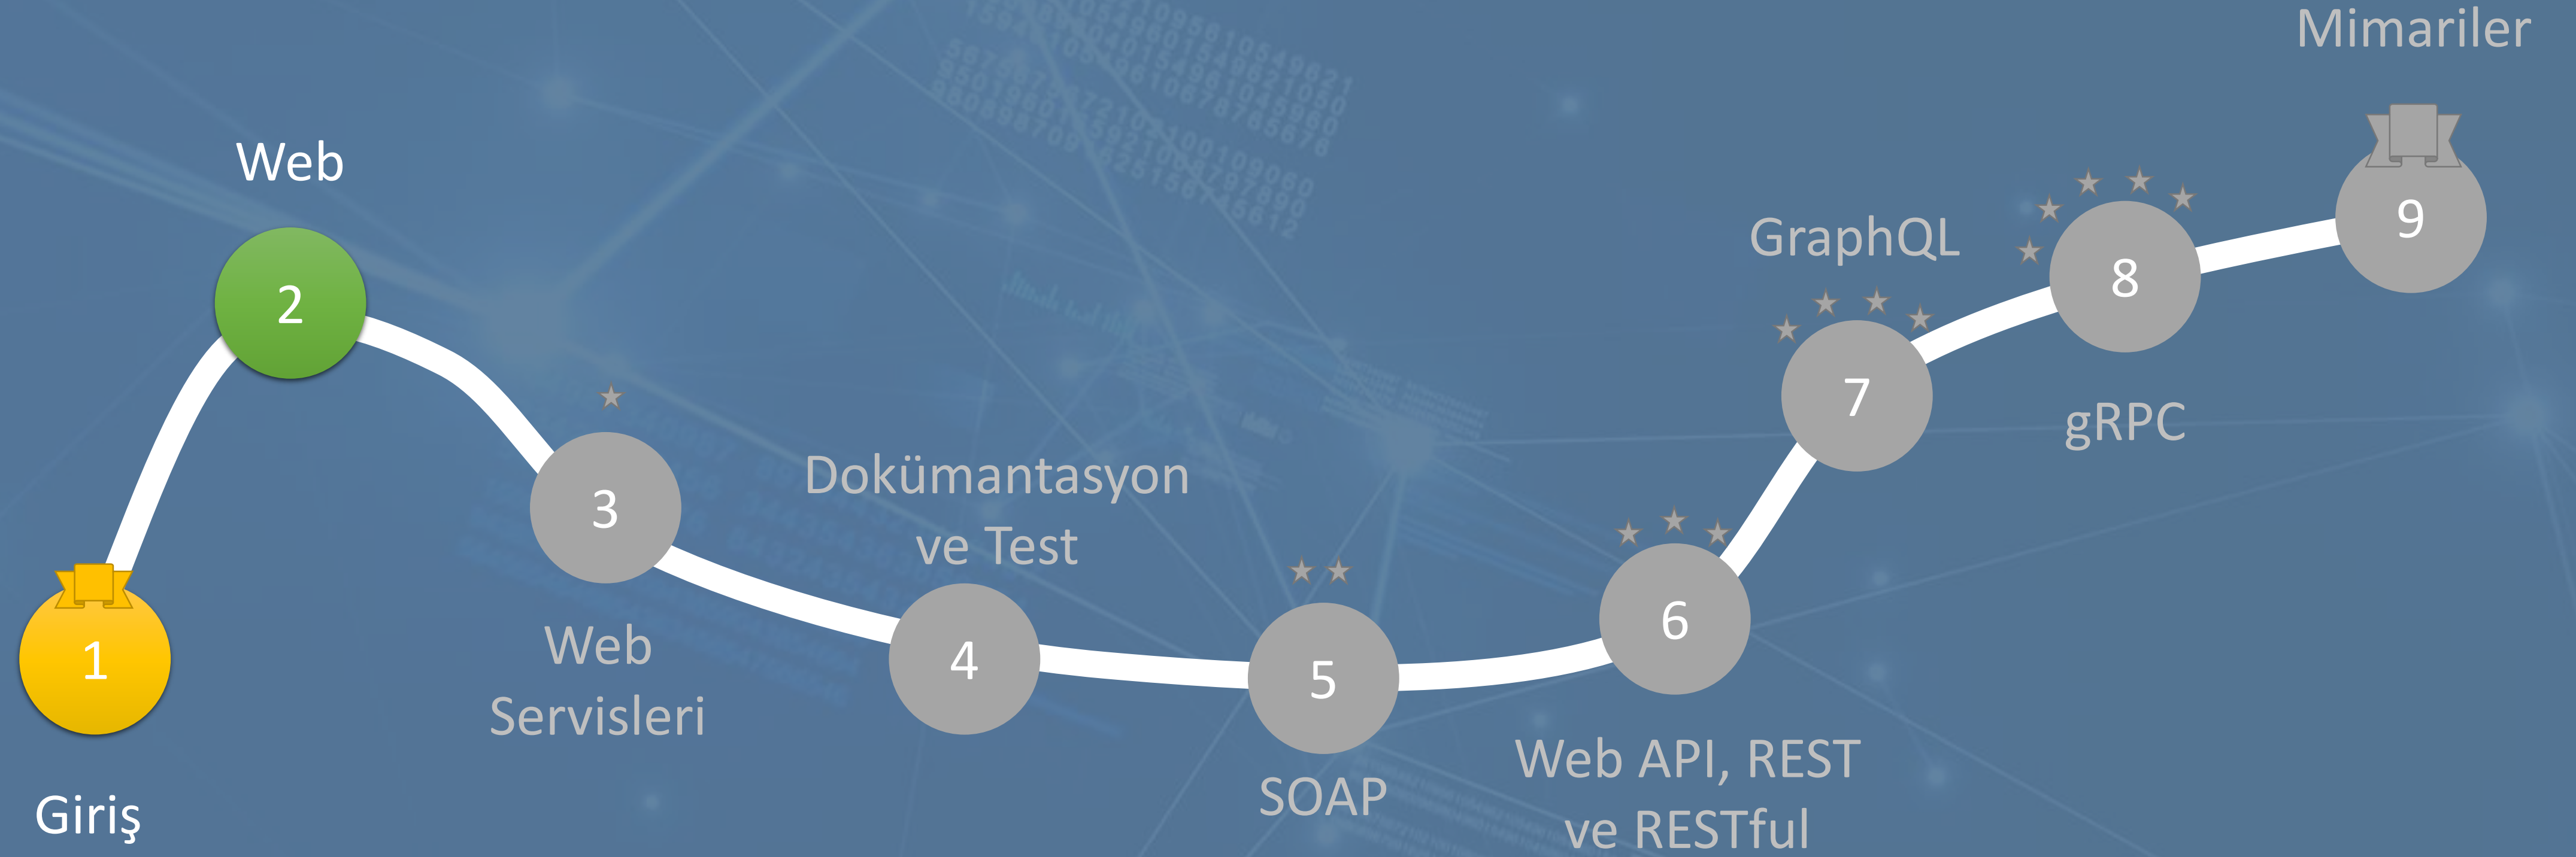 1
Giriş
2
Web
3
Web
Servisleri
4
Dokümantasyon
ve Test
5
SOAP
6
Web API, REST
ve RESTful
7
GraphQL
8
gRPC
9
Mimariler